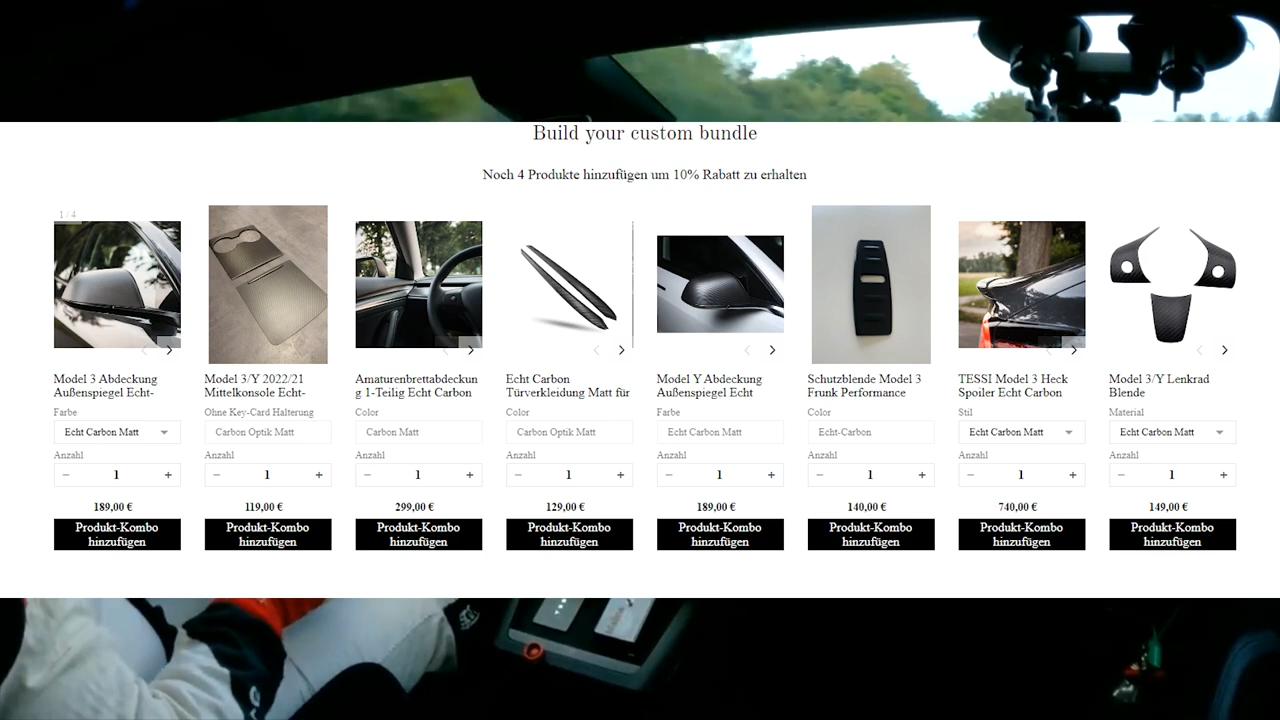 Build your custom bundle
Noch 4 Produkte hinzufügen um 10% Rabatt zu erhalten
1 / 4
Model 3 Abdeckung
Außenspiegel Echt-
Farbe
Echt Carbon Matt
Anzahl
− 1 +
189,00 €
Produkt-Kombo
hinzufügen
Model 3/Y 2022/21
Mittelkonsole Echt-
Ohne Key-Card Halterung
Carbon Optik Matt
Anzahl
− 1 +
119,00 €
Produkt-Kombo
hinzufügen
Amaturenbrettabdeckun
g 1-Teilig Echt Carbon
Color
Carbon Matt
Anzahl
− 1 +
299,00 €
Produkt-Kombo
hinzufügen
Echt Carbon
Türverkleidung Matt für
Color
Carbon Optik Matt
Anzahl
− 1 +
129,00 €
Produkt-Kombo
hinzufügen
Model Y Abdeckung
Außenspiegel Echt
Farbe
Echt Carbon Matt
Anzahl
− 1 +
189,00 €
Produkt-Kombo
hinzufügen
Schutzblende Model 3
Frunk Performance
Color
Echt-Carbon
Anzahl
− 1 +
140,00 €
Produkt-Kombo
hinzufügen
TESSI Model 3 Heck
Spoiler Echt Carbon
Stil
Echt Carbon Matt
Anzahl
− 1 +
740,00 €
Produkt-Kombo
hinzufügen
Model 3/Y Lenkrad
Blende
Material
Echt Carbon Matt
Anzahl
− 1 +
149,00 €
Produkt-Kombo
hinzufügen